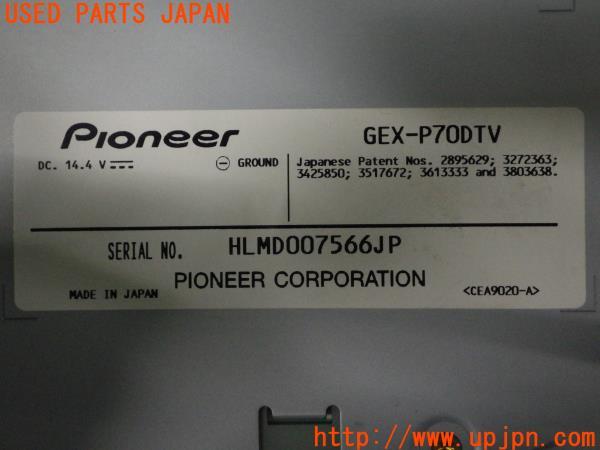 USED PARTS JAPAN
Pioneer
GEX-P70DTV
DC. 14.4 V
GROUND
Japanese Patent Nos. 2895629; 3272363;
3425850; 3517672; 3613333 and 3803638.
SERIAL NO. HLMD007566JP
PIONEER CORPORATION
MADE IN JAPAN
<CEA9020-A>
http://www.upjpn.com